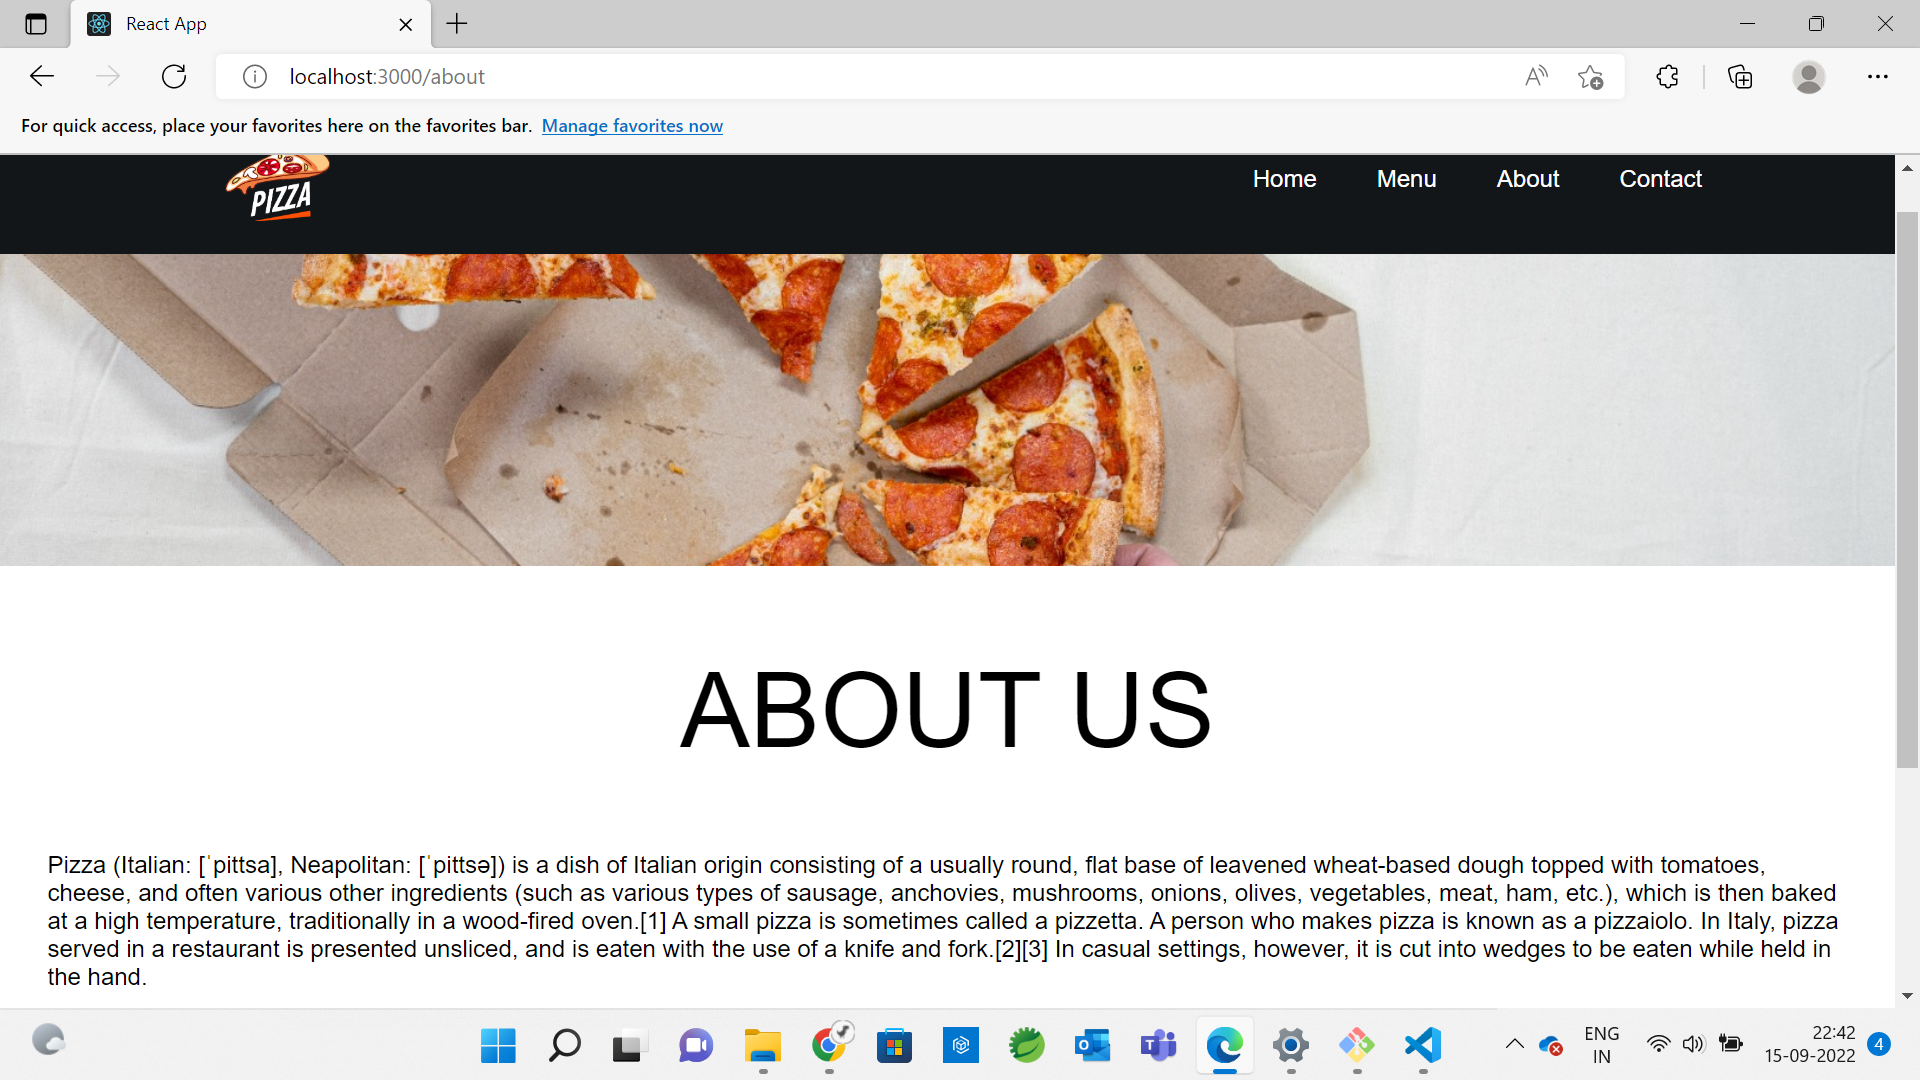 React App
localhost:3000/about
For quick access, place your favorites here on the favorites bar. Manage favorites now
PIZZA
Home Menu About Contact
ABOUT US
Pizza (Italian: [ˈpittsa], Neapolitan: [ˈpittsə]) is a dish of Italian origin consisting of a usually round, flat base of leavened wheat-based dough topped with tomatoes,
cheese, and often various other ingredients (such as various types of sausage, anchovies, mushrooms, onions, olives, vegetables, meat, ham, etc.), which is then baked
at a high temperature, traditionally in a wood-fired oven.[1] A small pizza is sometimes called a pizzetta. A person who makes pizza is known as a pizzaiolo. In Italy, pizza
served in a restaurant is presented unsliced, and is eaten with the use of a knife and fork.[2][3] In casual settings, however, it is cut into wedges to be eaten while held in
the hand.
ENG
IN
22:42
15-09-2022
4